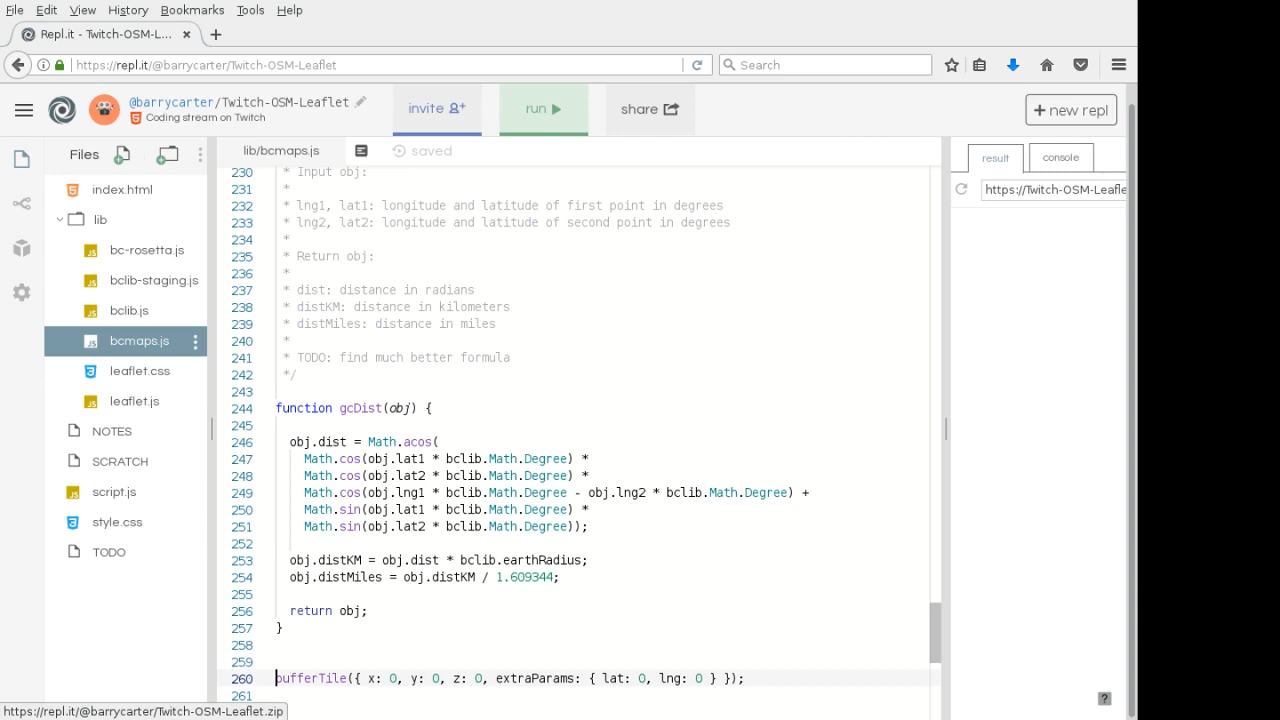 File Edit View History Bookmarks Tools Help
Repl.it - Twitch-OSM-L...
https://repl.it/@barrycarter/Twitch-OSM-Leaflet
Search
@barrycarter/Twitch-OSM-Leaflet
Coding stream on Twitch
invite
run
share
+ new repl
Files
lib/bcmaps.js
saved
result
console
https://Twitch-OSM-Leafle
index.html
lib
bc-rosetta.js
bclib-staging.js
bclib.js
bcmaps.js
leaflet.css
leaflet.js
NOTES
SCRATCH
script.js
style.css
TODO
230 * Input obj:
231 *
232 * lng1, lat1: longitude and latitude of first point in degrees
233 * lng2, lat2: longitude and latitude of second point in degrees
234 *
235 * Return obj:
236 *
237 * dist: distance in radians
238 * distKM: distance in kilometers
239 * distMiles: distance in miles
240 *
241 * TODO: find much better formula
242 */
243
244 function gcDist(obj) {
245
246 obj.dist = Math.acos(
247 Math.cos(obj.lat1 * bclib.Math.Degree) *
248 Math.cos(obj.lat2 * bclib.Math.Degree) *
249 Math.cos(obj.lng1 * bclib.Math.Degree - obj.lng2 * bclib.Math.Degree) +
250 Math.sin(obj.lat1 * bclib.Math.Degree) *
251 Math.sin(obj.lat2 * bclib.Math.Degree));
252
253 obj.distKM = obj.dist * bclib.earthRadius;
254 obj.distMiles = obj.distKM / 1.609344;
255
256 return obj;
257 }
258
259
260 pufferTile({ x: 0, y: 0, z: 0, extraParams: { lat: 0, lng: 0 } });
261
https://repl.it/@barrycarter/Twitch-OSM-Leaflet.zip
?